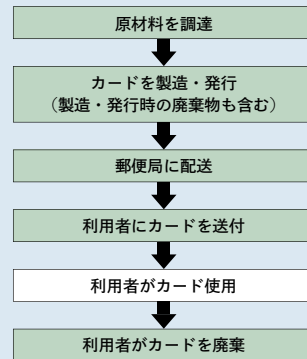 原材料を調達
カードを製造・発行
（製造・発行時の廃棄物も含む）
郵便局に配送
利用者にカードを送付
利用者がカード使用
利用者がカードを廃棄